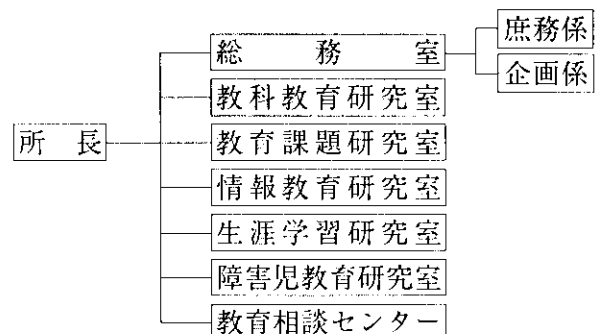 庶務係
総務室
企画係
教科教育研究室
所長
教育課題研究室
情報教育研究室
生涯学習研究室
障害児教育研究室
教育相談センター